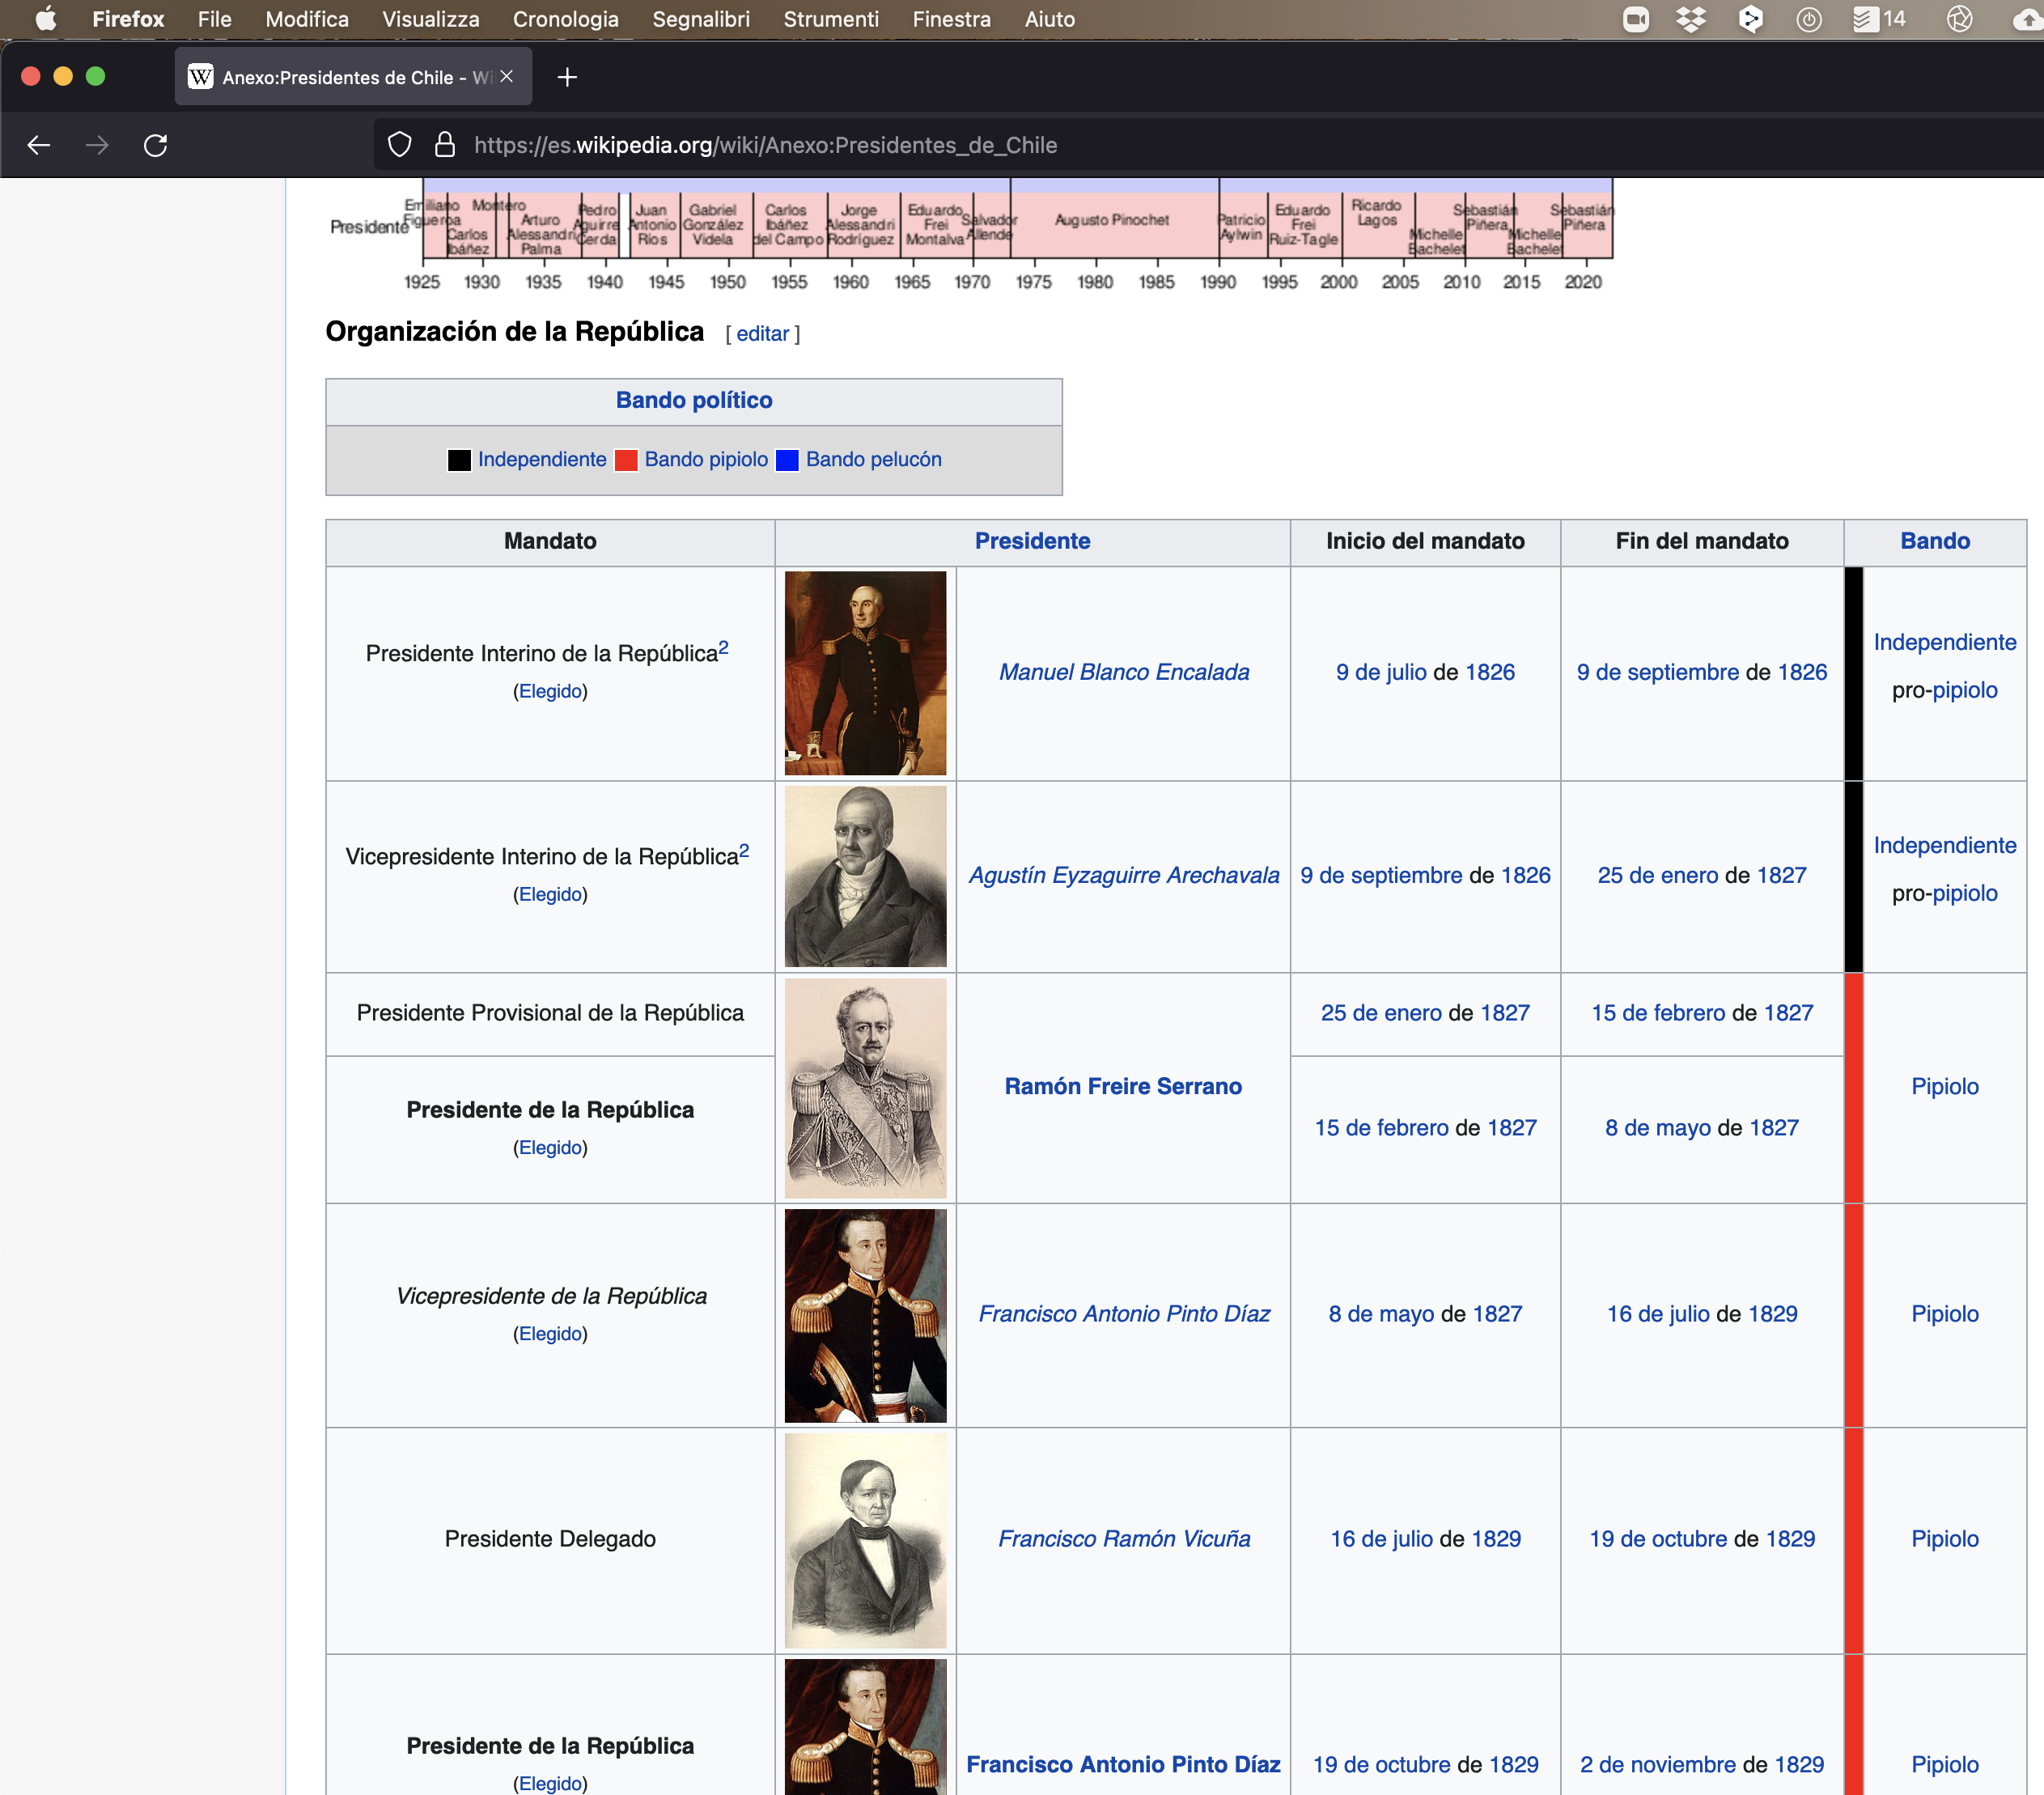 Firefox File Modifica Visualizza Cronologia Segnalibri Strumenti Finestra Aiuto 14
Anexo:Presidentes de Chile - Wi
https://es.wikipedia.org/wiki/Anexo:Presidentes_de_Chile
Presidente
Emiliano Figueroa
Carlos Ibáñez
Montero
Arturo Alessandri Palma
Pedro Aguirre Cerda
Juan Antonio Ríos
Gabriel González Videla
Carlos Ibáñez del Campo
Jorge Alessandri Rodríguez
Eduardo Frei Montalva
Salvador Allende
Augusto Pinochet
Patricio Aylwin
Eduardo Frei Ruiz-Tagle
Ricardo Lagos
Michelle Bachelet
Sebastián Piñera
Michelle Bachelet
Sebastián Piñera
1925 1930 1935 1940 1945 1950 1955 1960 1965 1970 1975 1980 1985 1990 1995 2000 2005 2010 2015 2020
Organización de la República [ editar ]
Bando político
Independiente Bando pipiolo Bando pelucón
Mandato Presidente Inicio del mandato Fin del mandato Bando
Presidente Interino de la República2
(Elegido)
Manuel Blanco Encalada
9 de julio de 1826
9 de septiembre de 1826
Independiente
pro-pipiolo
Vicepresidente Interino de la República2
(Elegido)
Agustín Eyzaguirre Arechavala
9 de septiembre de 1826
25 de enero de 1827
Independiente
pro-pipiolo
Presidente Provisional de la República
25 de enero de 1827
15 de febrero de 1827
Ramón Freire Serrano
Pipiolo
Presidente de la República
(Elegido)
15 de febrero de 1827
8 de mayo de 1827
Vicepresidente de la República
(Elegido)
Francisco Antonio Pinto Díaz
8 de mayo de 1827
16 de julio de 1829
Pipiolo
Presidente Delegado
Francisco Ramón Vicuña
16 de julio de 1829
19 de octubre de 1829
Pipiolo
Presidente de la República
(Elegido)
Francisco Antonio Pinto Díaz
19 de octubre de 1829
2 de noviembre de 1829
Pipiolo